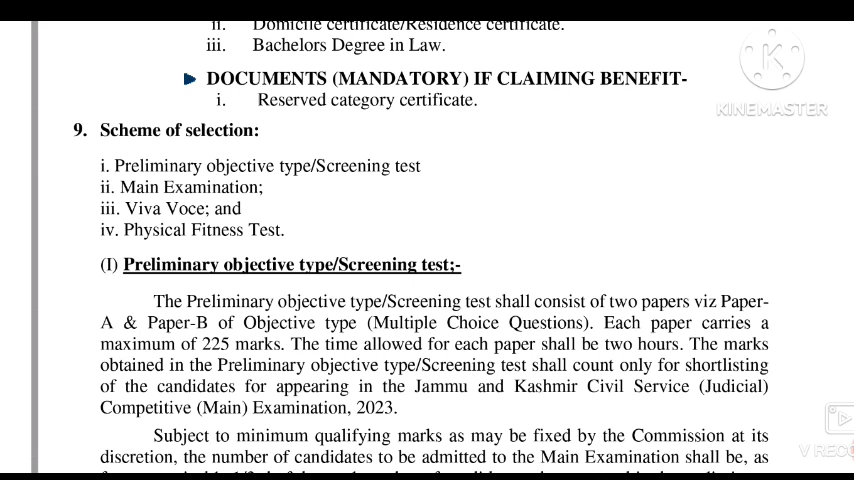 ii. Domicile certificate/Residence certificate.
iii. Bachelors Degree in Law.
DOCUMENTS (MANDATORY) IF CLAIMING BENEFIT-
i. Reserved category certificate.
9. Scheme of selection:
i. Preliminary objective type/Screening test
ii. Main Examination;
iii. Viva Voce; and
iv. Physical Fitness Test.
(I) Preliminary objective type/Screening test;-
The Preliminary objective type/Screening test shall consist of two papers viz Paper-
A & Paper-B of Objective type (Multiple Choice Questions). Each paper carries a
maximum of 225 marks. The time allowed for each paper shall be two hours. The marks
obtained in the Preliminary objective type/Screening test shall count only for shortlisting
of the candidates for appearing in the Jammu and Kashmir Civil Service (Judicial)
Competitive (Main) Examination, 2023.
Subject to minimum qualifying marks as may be fixed by the Commission at its
discretion, the number of candidates to be admitted to the Main Examination shall be, as
K
KINEMASTER
V REC